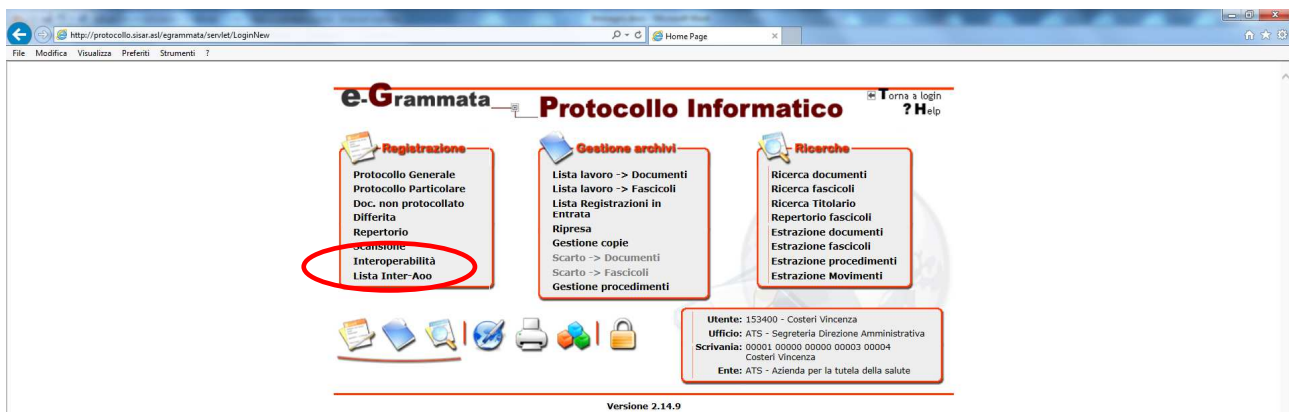 http://protocollo.sisar.asl/egrammata/servlet/LoginNew
Home Page
File Modifica Visualizza Preferiti Strumenti ?
e-Grammata
Protocollo Informatico
Torna a login
? Help
Registrazione
Protocollo Generale
Protocollo Particolare
Doc. non protocollato
Differita
Repertorio
Scansione
Interoperabilità
Lista Inter-Aoo
Gestione archivi
Lista lavoro -> Documenti
Lista lavoro -> Fascicoli
Lista Registrazioni in
Entrata
Ripresa
Gestione copie
Scarto -> Documenti
Scarto -> Fascicoli
Gestione procedimenti
Ricerche
Ricerca documenti
Ricerca fascicoli
Ricerca Titolario
Repertorio fascicoli
Estrazione documenti
Estrazione fascicoli
Estrazione procedimenti
Estrazione Movimenti
Utente: 153400 - Costeri Vincenza
Ufficio: ATS - Segreteria Direzione Amministrativa
Scrivania: 00001 00000 00000 00003 00004
Costeri Vincenza
Ente: ATS - Azienda per la tutela della salute
Versione 2.14.9